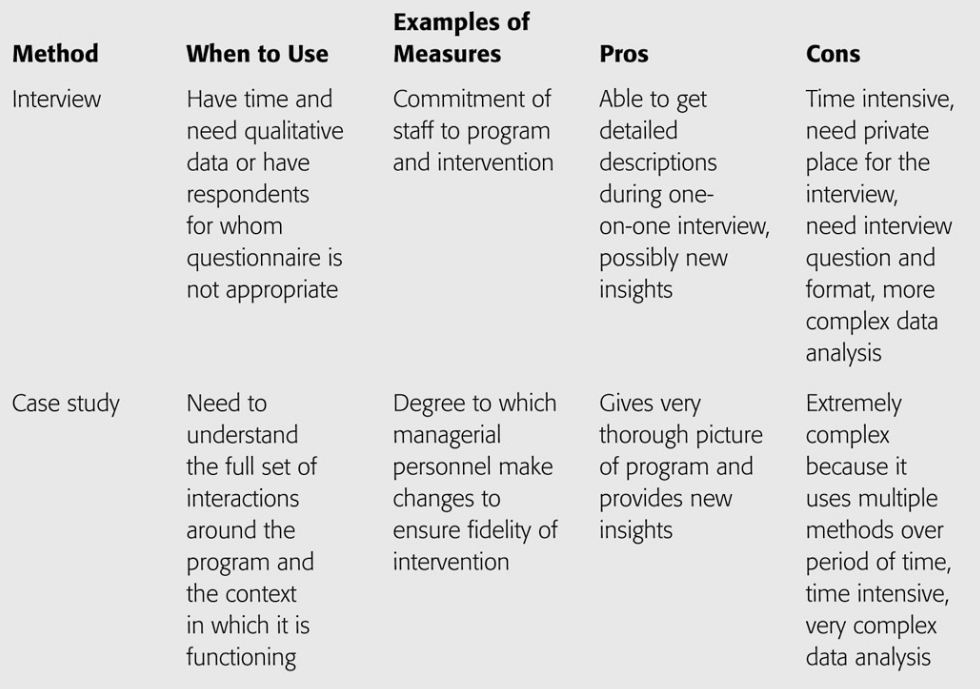 Method
When to Use
Examples of
Measures
Pros
Cons
Interview
Have time and
need qualitative
data or have
respondents
for whom
questionnaire is
not appropriate
Commitment of
staff to program
and intervention
Able to get
detailed
descriptions
during one-
on-one interview,
possibly new
insights
Time intensive,
need private
place for the
interview,
need interview
question and
format, more
complex data
analysis
Case study
Need to
understand
the full set of
interactions
around the
program and
the context
in which it is
functioning
Degree to which
managerial
personnel make
changes to
ensure fidelity of
intervention
Gives very
thorough picture
of program and
provides new
insights
Extremely
complex
because it
uses multiple
methods over
period of time,
time intensive,
very complex
data analysis